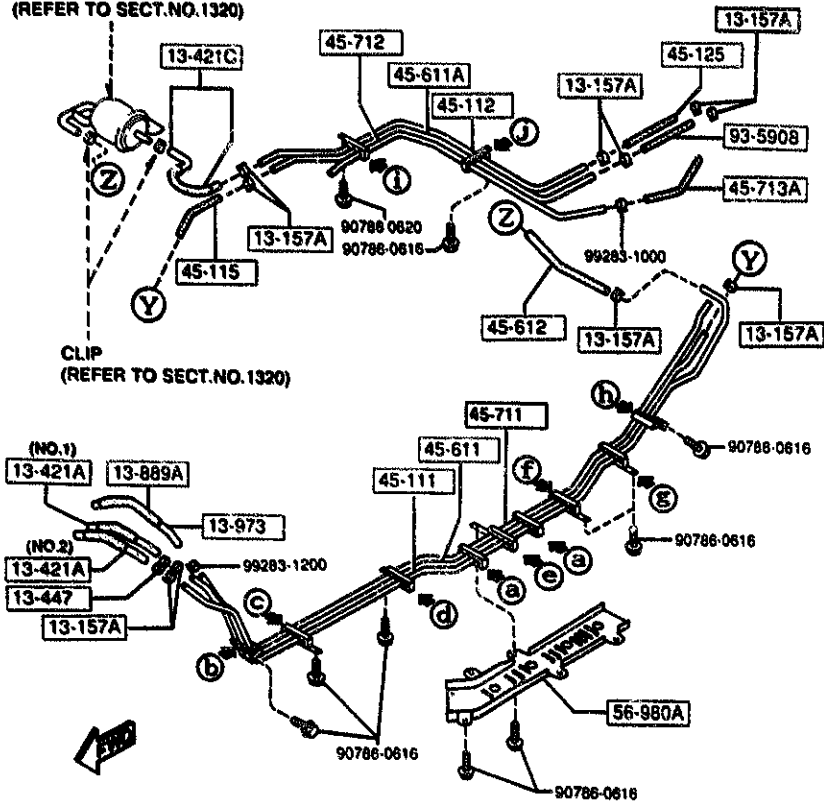 (REFER TO SECT.NO.1320)
13-157A
45-712
13-421C
45-125
45-611A
13-157A
45-112
J
93-5908
Z
i
45-713A
90786-0620
Z
13-157A
90786-0616
99283-1000
45-115
Y
Y
45-612
13-157A
13-157A
CLIP
(REFER TO SECT.NO.1320)
h
45-711
90786-0616
(NO.1)
45-611
13-421A
13-889A
f
45-111
g
13-973
(NO.2)
90786-0616
a
13-421A
99283-1200
e
a
13-447
c
d
13-157A
b
56-980A
FWD
90786-0616
90786-0616